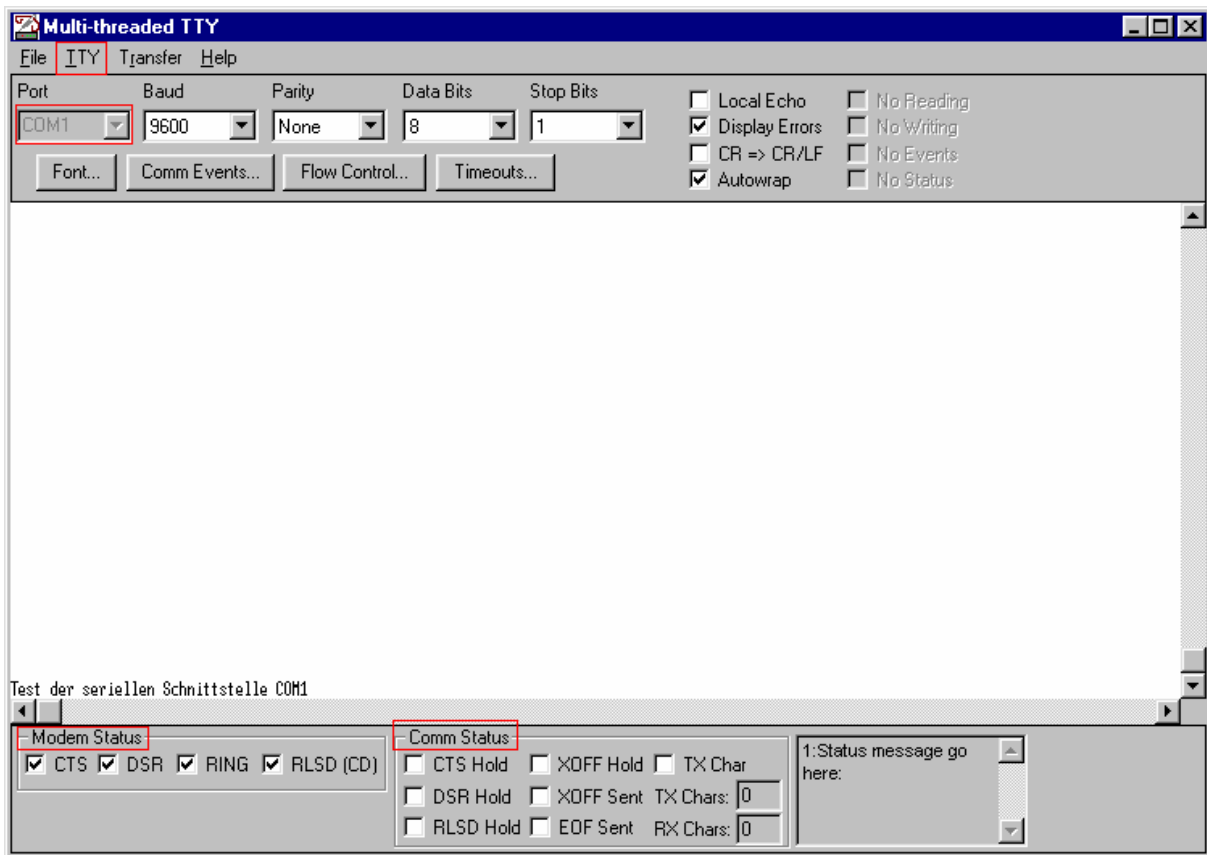 Multi-threaded TTY
File TTY Transfer Help
Port Baud Parity Data Bits Stop Bits
COM1 9600 None 8 1
Font... Comm Events... Flow Control... Timeouts...
Local Echo No Reading
Display Errors No Writing
CR => CR/LF No Events
Autowrap No Status
Test der seriellen Schnittstelle COM1
Modem Status
CTS DSR RING RLSD (CD)
Comm Status
CTS Hold XOFF Hold TX Char
DSR Hold XOFF Sent TX Chars: 0
RLSD Hold EOF Sent RX Chars: 0
1:Status message go
here: